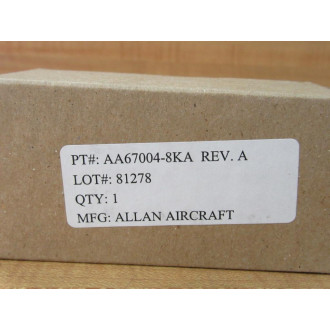 PT#: AA67004-8KA REV. A
LOT#: 81278
QTY: 1
MFG: ALLAN AIRCRAFT